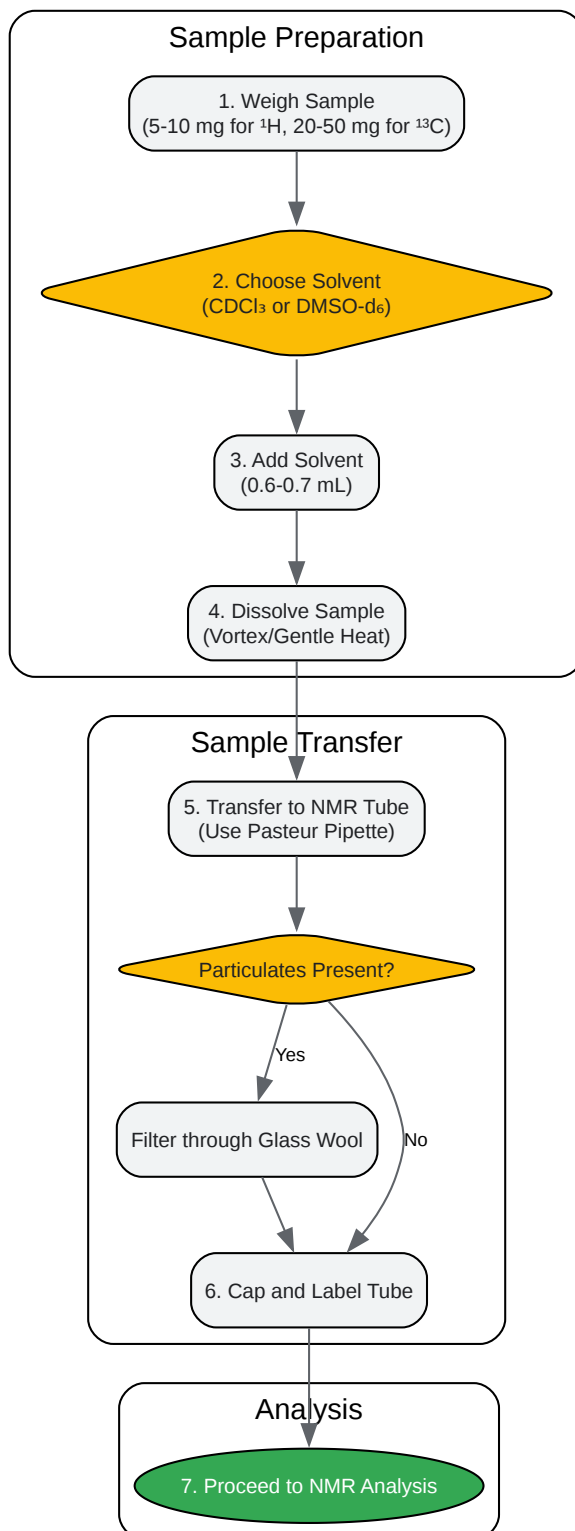 Sample Preparation
1. Weigh Sample
(5-10 mg for ¹H, 20-50 mg for ¹³C)
2. Choose Solvent
(CDCl₃ or DMSO-d₆)
3. Add Solvent
(0.6-0.7 mL)
4. Dissolve Sample
(Vortex/Gentle Heat)
Sample Transfer
5. Transfer to NMR Tube
(Use Pasteur Pipette)
Particulates Present?
Yes
Filter through Glass Wool
No
6. Cap and Label Tube
Analysis
7. Proceed to NMR Analysis